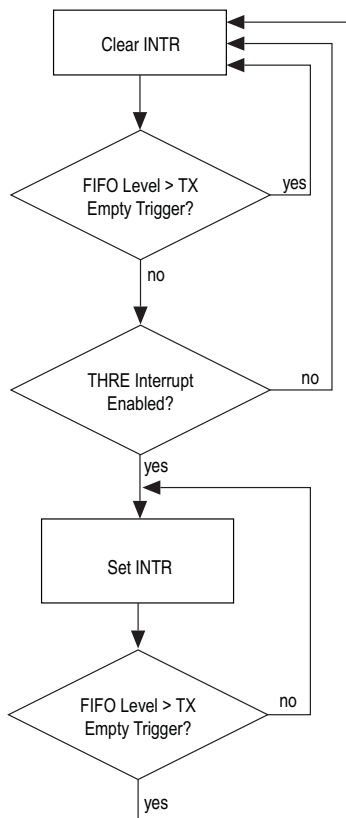 Clear INTR
FIFO Level > TX
Empty Trigger?
yes
no
THRE Interrupt
Enabled?
no
yes
Set INTR
FIFO Level > TX
Empty Trigger?
no
yes